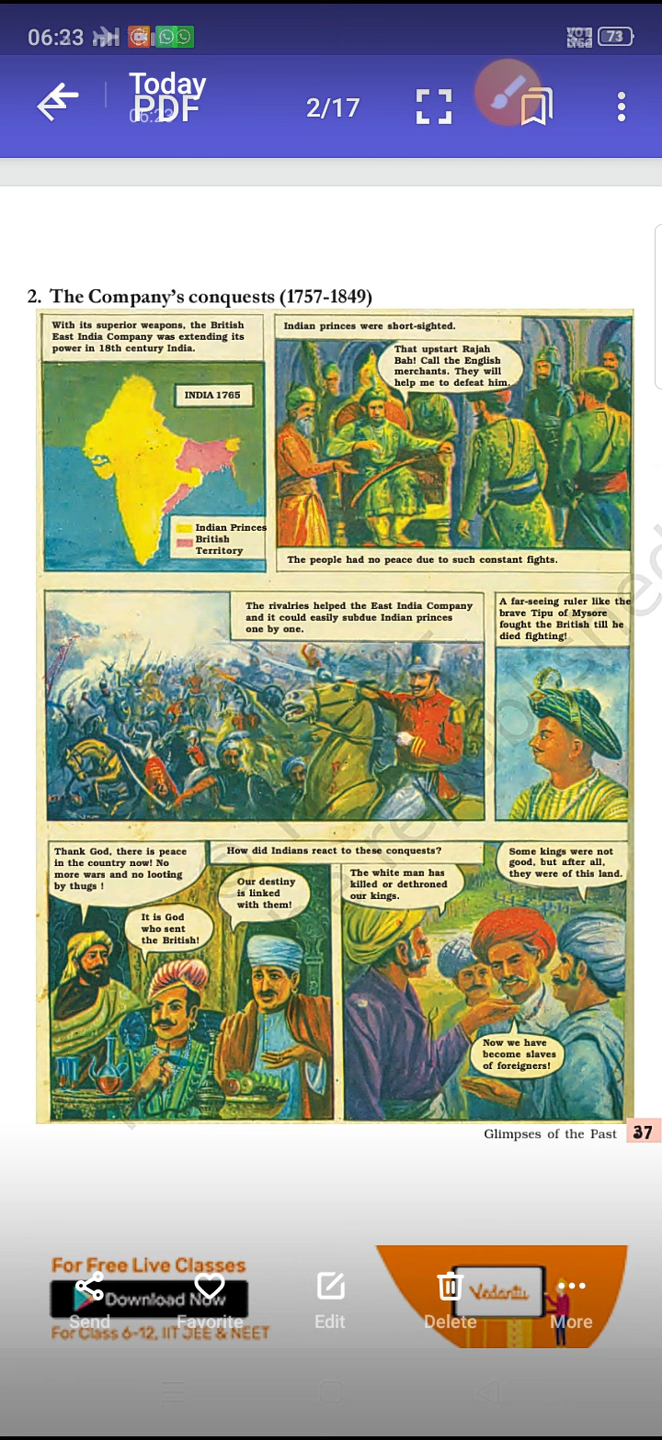 06:23
73
Today
PDF
2/17
2. The Company's conquests (1757-1849)
With its superior weapons, the British
East India Company was extending its
power in 18th century India.
INDIA 1765
Indian Princes
British
Territory
Indian princes were short-sighted.
That upstart Rajah
Bah! Call the English
merchants. They will
help me to defeat him.
The people had no peace due to such constant fights.
The rivalries helped the East India Company
and it could easily subdue Indian princes
one by one.
A far-seeing ruler like the
brave Tipu of Mysore
fought the British till he
died fighting!
Thank God, there is peace
in the country now! No
more wars and no looting
by thugs !
How did Indians react to these conquests?
It is God
who sent
the British!
Our destiny
is linked
with them!
The white man has
killed or dethroned
our kings.
Some kings were not
good, but after all,
they were of this land.
Now we have
become slaves
of foreigners!
Glimpses of the Past 37
For Free Live Classes
Download Now
For Class 6-12, IIT JEE & NEET
Vedantu
Send
Favorite
Edit
Delete
More